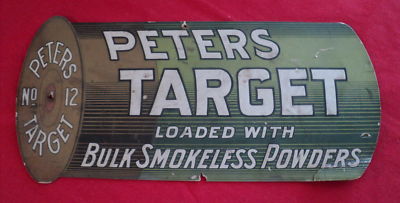 PETERS
No 12
TARGET
PETERS
TARGET
LOADED WITH
BULK SMOKELESS POWDERS